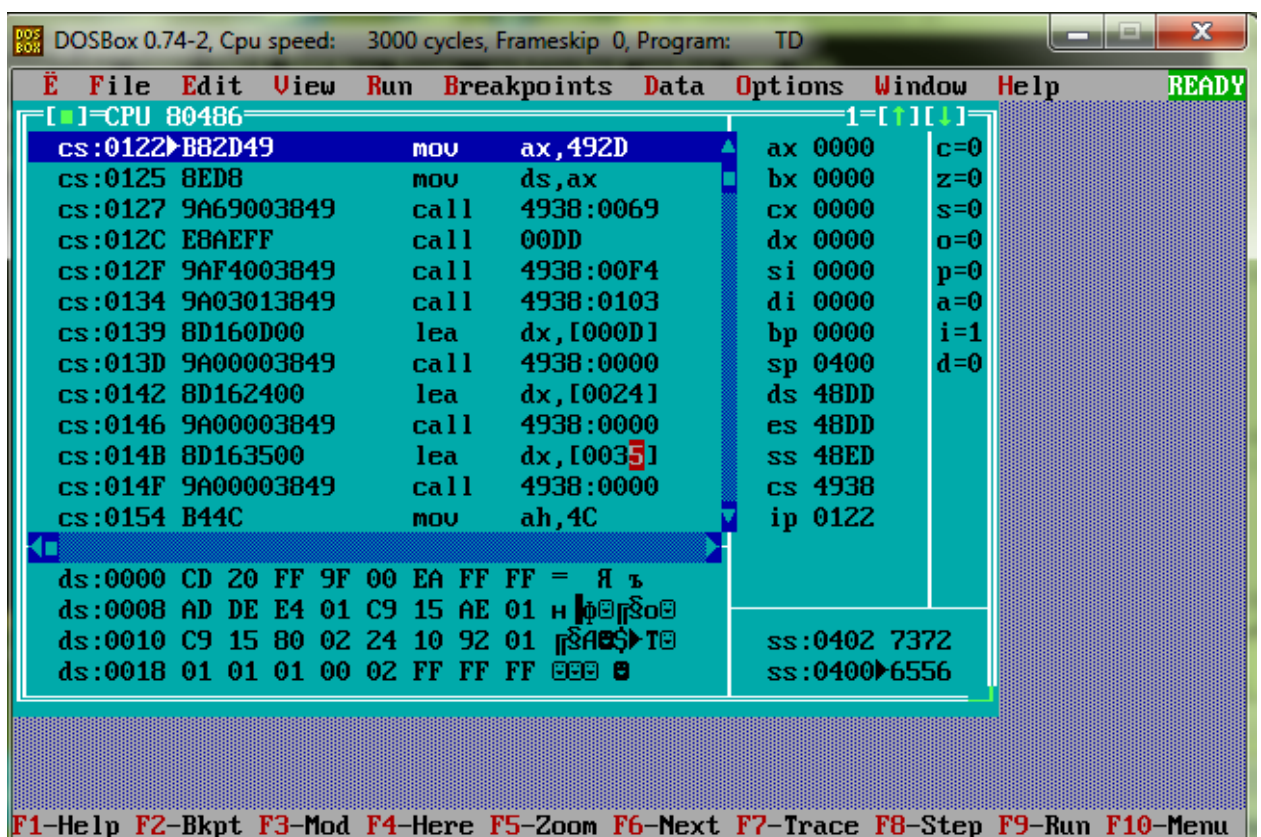 DOSBox 0.74-2, Cpu speed: 3000 cycles, Frameskip 0, Program: TD
Ё File Edit View Run Breakpoints Data Options Window Help READY
[■]=CPU 80486 1=[↑][↓]
cs:0122►B82D49 mov ax,492D ax 0000 c=0
cs:0125 8ED8 mov ds,ax bx 0000 z=0
cs:0127 9A69003849 call 4938:0069 cx 0000 s=0
cs:012C E8AEFF call 00DD dx 0000 o=0
cs:012F 9AF4003849 call 4938:00F4 si 0000 p=0
cs:0134 9A03013849 call 4938:0103 di 0000 a=0
cs:0139 8D160D00 lea dx,[000D] bp 0000 i=1
cs:013D 9A00003849 call 4938:0000 sp 0400 d=0
cs:0142 8D162400 lea dx,[0024] ds 48DD
cs:0146 9A00003849 call 4938:0000 es 48DD
cs:014B 8D163500 lea dx,[0035] ss 48ED
cs:014F 9A00003849 call 4938:0000 cs 4938
cs:0154 B44C mov ah,4C ip 0122
ds:0000 CD 20 FF 9F 00 EA FF FF = Я ъ
ds:0008 AD DE E4 01 C9 15 AE 01 н▐ф☺╔§о☺
ds:0010 C9 15 80 02 24 10 92 01 ╔§А☻$►Т☺ ss:0402 7372
ds:0018 01 01 01 00 02 FF FF FF ☺☺☺ ☻ ss:0400►6556
F1-Help F2-Bkpt F3-Mod F4-Here F5-Zoom F6-Next F7-Trace F8-Step F9-Run F10-Menu